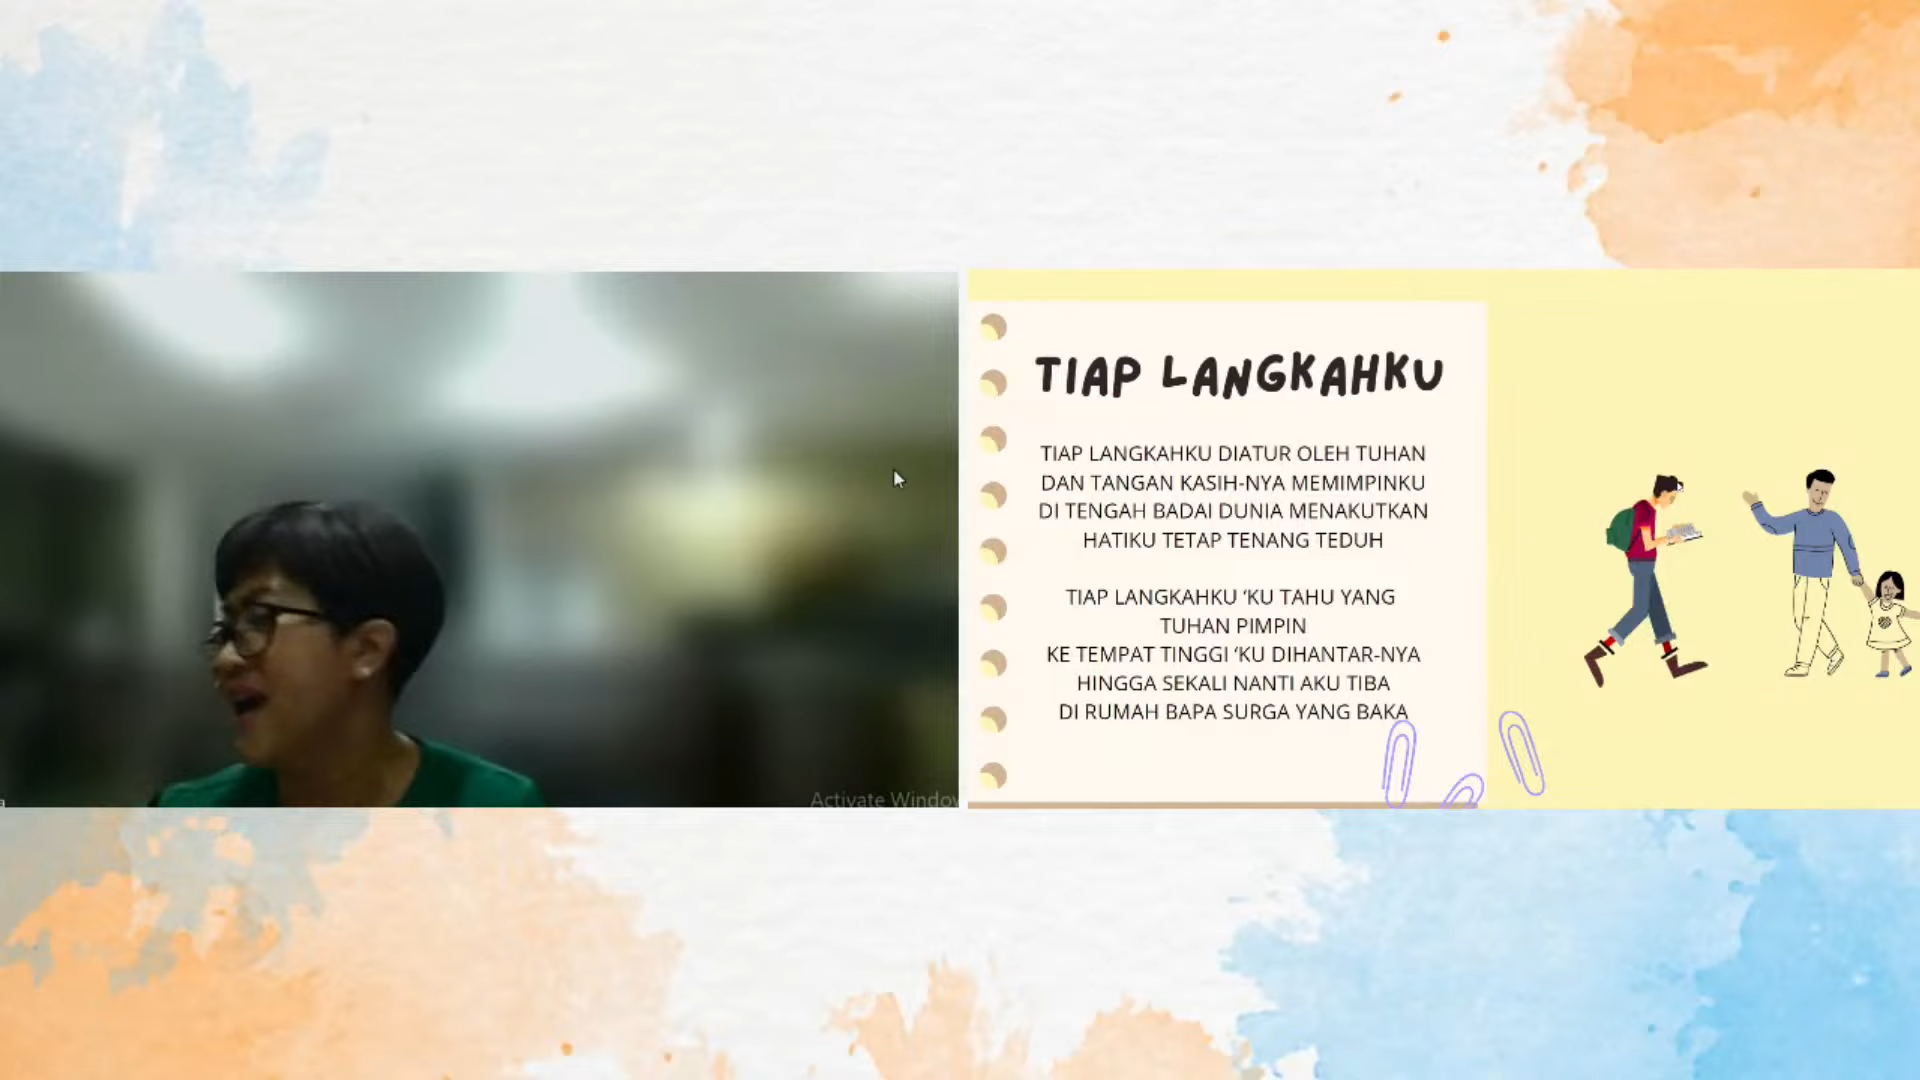 TIAP LANGKAHKU
TIAP LANGKAHKU DIATUR OLEH TUHAN
DAN TANGAN KASIH-NYA MEMIMPINKU
DI TENGAH BADAI DUNIA MENAKUTKAN
HATIKU TETAP TENANG TEDUH
TIAP LANGKAHKU ‘KU TAHU YANG
TUHAN PIMPIN
KE TEMPAT TINGGI ‘KU DIHANTAR-NYA
HINGGA SEKALI NANTI AKU TIBA
DI RUMAH BAPA SURGA YANG BAKA
Activate Window